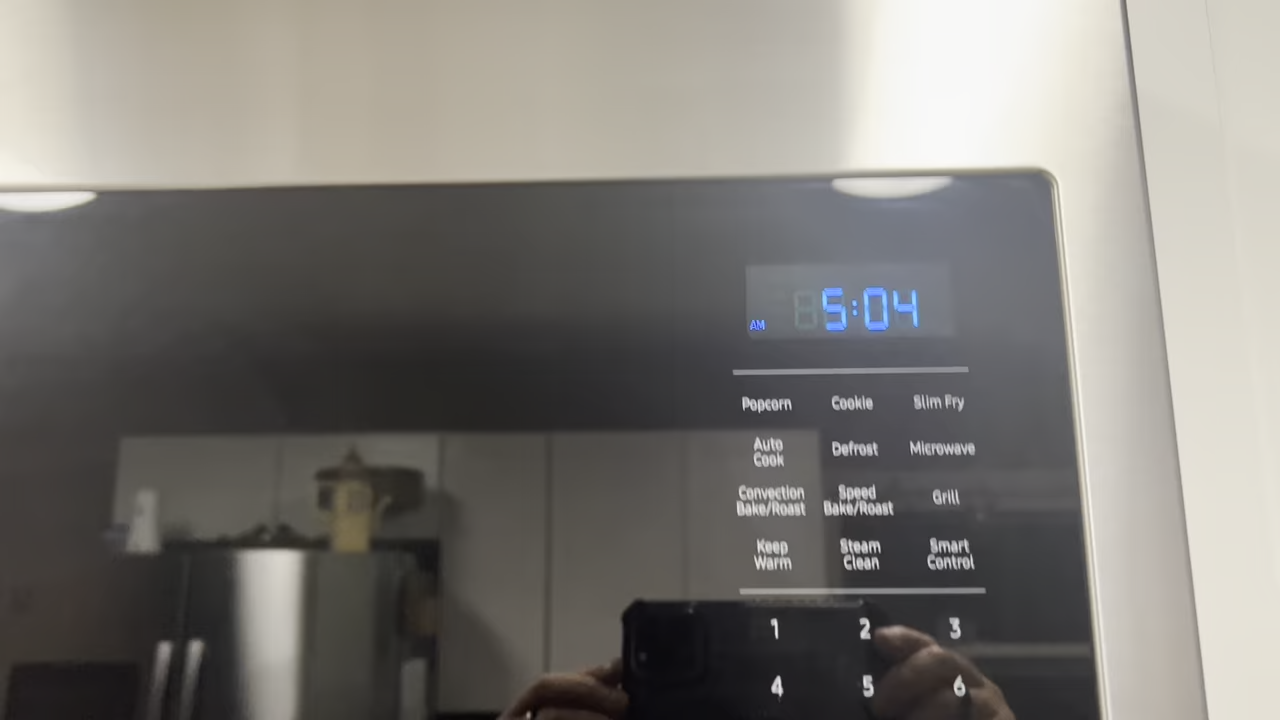 AM 5:04
Popcorn Cookie Slim Fry
Auto Cook Defrost Microwave
Convection Bake/Roast Speed Bake/Roast Grill
Keep Warm Steam Clean Smart Control
1 2 3
4 5 6